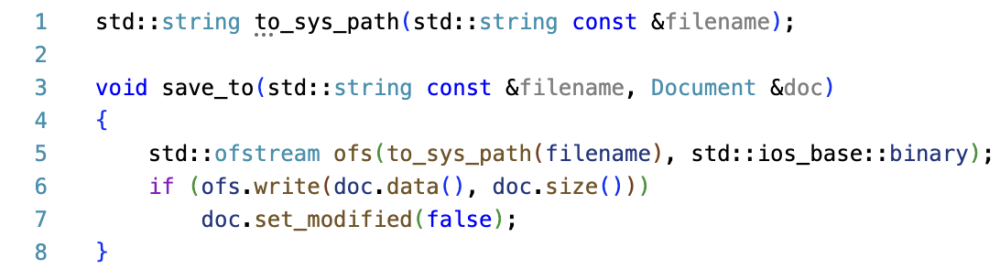 1 std::string to_sys_path(std::string const &filename);
2
3 void save_to(std::string const &filename, Document &doc)
4 {
5     std::ofstream ofs(to_sys_path(filename), std::ios_base::binary);
6     if (ofs.write(doc.data(), doc.size()))
7         doc.set_modified(false);
8 }